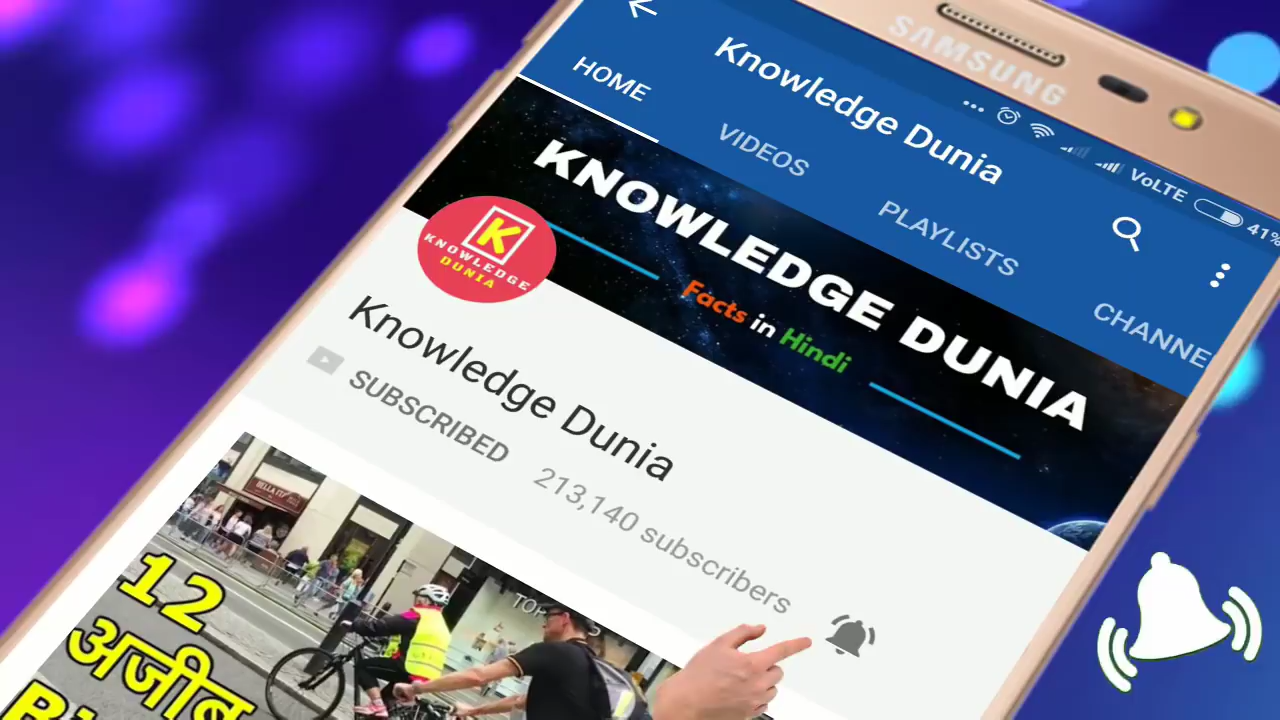 SAMSUNG
VoLTE 41%
Knowledge Dunia
HOME VIDEOS PLAYLISTS CHANNE
KNOWLEDGE DUNIA
Facts in Hindi
K
KNOWLEDGE
DUNIA
Knowledge Dunia
SUBSCRIBED 213,140 subscribers
12
अजीब